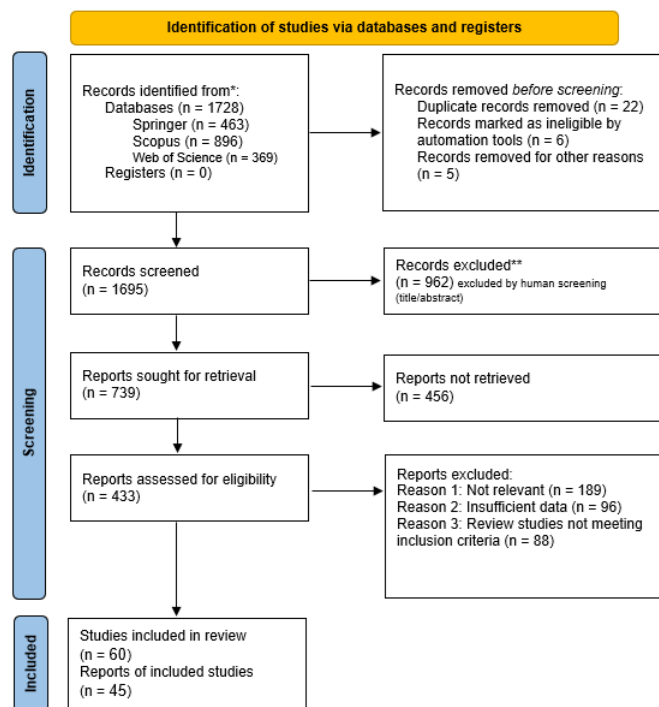 Identification of studies via databases and registers
Identification
Records identified from*:
Databases (n = 1728)
Springer (n = 463)
Scopus (n = 896)
Web of Science (n = 369)
Registers (n = 0)
Records removed before screening:
Duplicate records removed (n = 22)
Records marked as ineligible by
automation tools (n = 6)
Records removed for other reasons
(n = 5)
Screening
Records screened
(n = 1695)
Records excluded**
(n = 962) excluded by human screening
(title/abstract)
Reports sought for retrieval
(n = 739)
Reports not retrieved
(n = 456)
Reports assessed for eligibility
(n = 433)
Reports excluded:
Reason 1: Not relevant (n = 189)
Reason 2: Insufficient data (n = 96)
Reason 3: Review studies not meeting
inclusion criteria (n = 88)
Included
Studies included in review
(n = 60)
Reports of included studies
(n = 45)